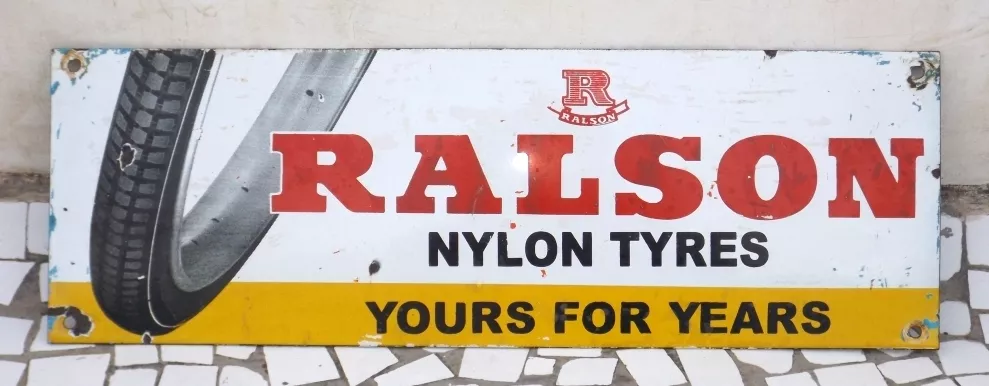 R
RALSON
RALSON
NYLON TYRES
YOURS FOR YEARS